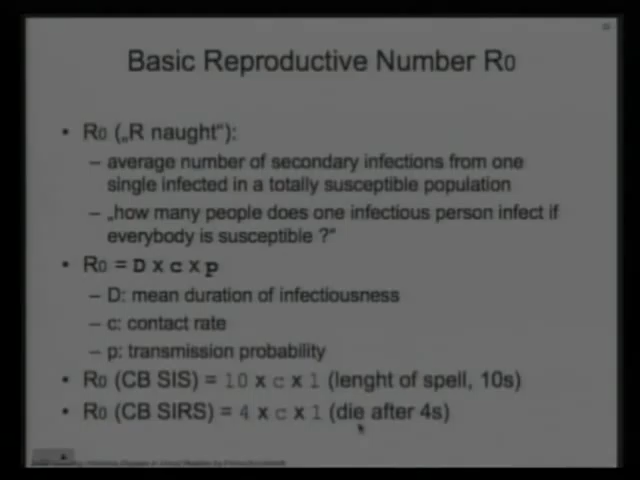 Basic Reproductive Number R0
• R0 („R naught“):
– average number of secondary infections from one
single infected in a totally susceptible population
– „how many people does one infectious person infect if
everybody is susceptible ?“
• R0 = D x c x p
– D: mean duration of infectiousness
– c: contact rate
– p: transmission probability
• R0 (CB SIS) = 10 x c x 1 (lenght of spell, 10s)
• R0 (CB SIRS) = 4 x c x 1 (die after 4s)